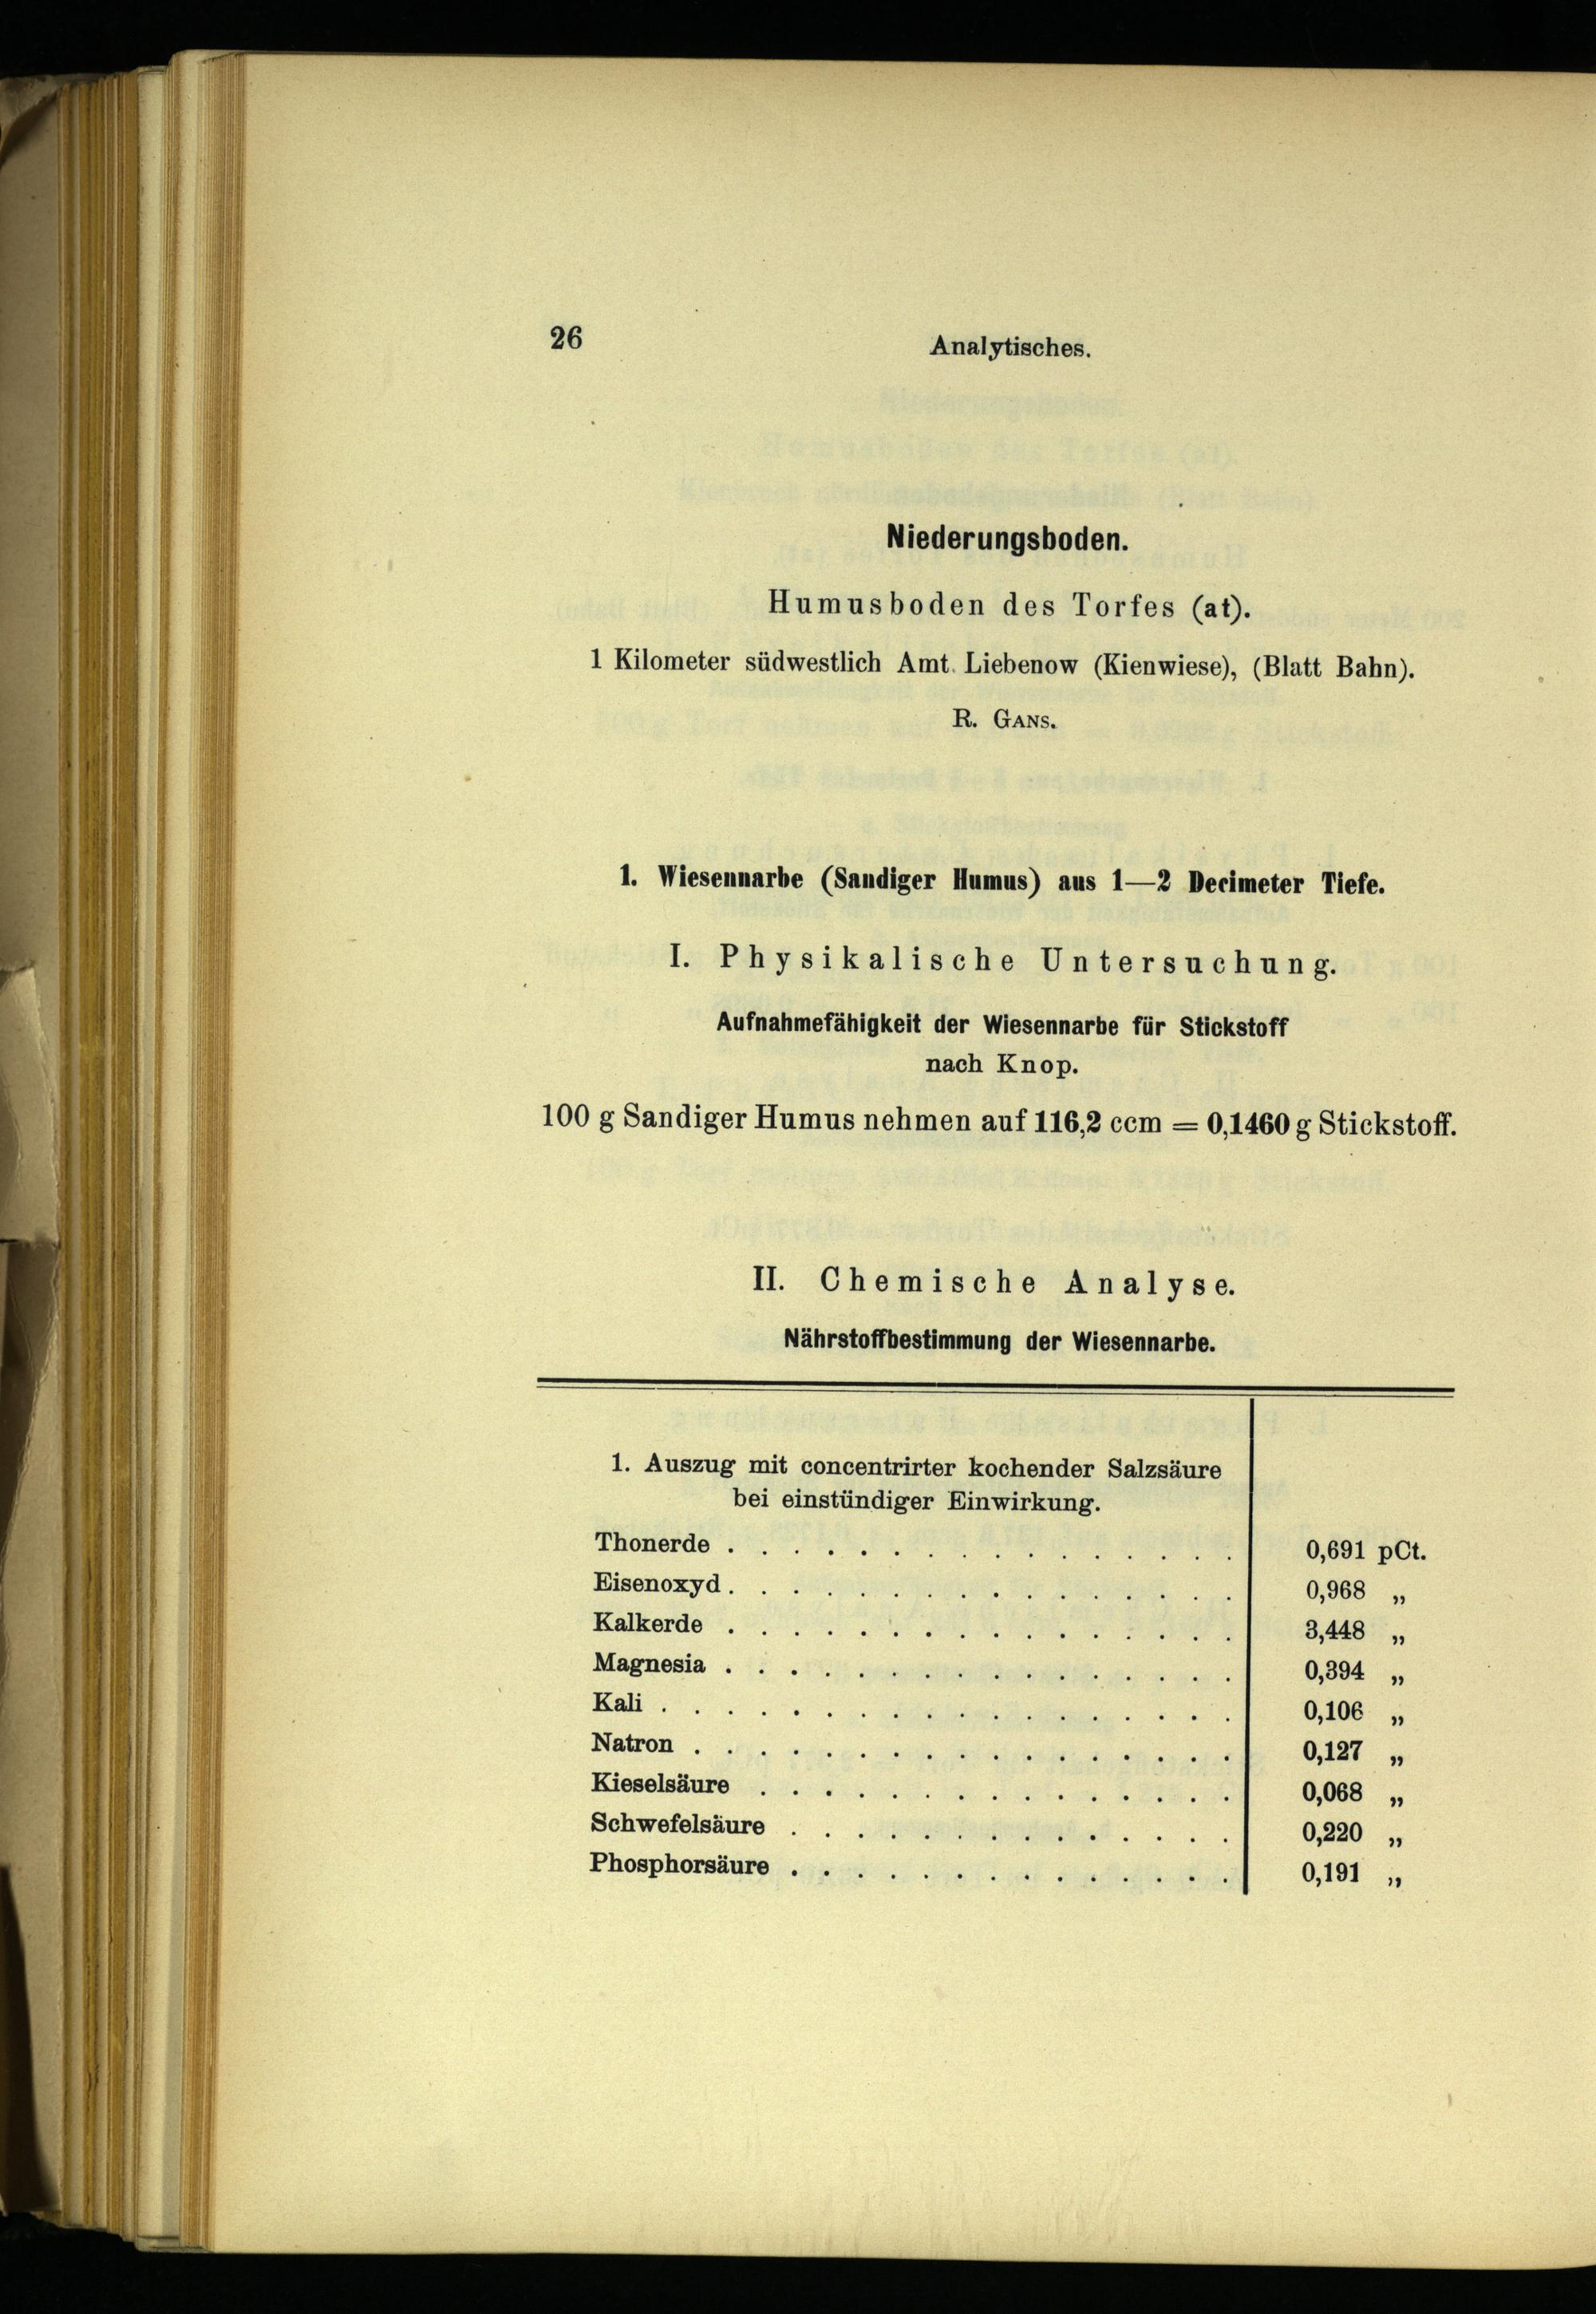 26
Analytisches.
Niederungsboden.
Humusboden des Torfes (at).
1 Kilometer südwestlich Amt Liebenow (Kienwiese), (Blatt Bahn).
R. GANS.
1. Wiesennarbe (Sandiger Humus) aus 1—2 Decimeter Tiefe.
I. Physikalische Untersuchung.
Aufnahmefähigkeit der Wiesennarbe für Stickstoff
nach Knop.
100 g Sandiger Humus nehmen auf 116,2 ccm = 0,1460 g Stickstoff.
II. Chemische Analyse.
Nährstoffbestimmung der Wiesennarbe.
1. Auszug mit concentrirter kochender Salzsäure
bei einstündiger Einwirkung.
Thonerde . . . . . . . . . . . . . . . . 0,691 pCt.
Eisenoxyd . . . . . . . . . . . . . . . . 0,968 „
Kalkerde . . . . . . . . . . . . . . . . 3,448 „
Magnesia . . . . . . . . . . . . . . . . 0,394 „
Kali . . . . . . . . . . . . . . . . . . 0,106 „
Natron . . . . . . . . . . . . . . . . . 0,127 „
Kieselsäure . . . . . . . . . . . . . . . 0,068 „
Schwefelsäure . . . . . . . . . . . . . . 0,220 „
Phosphorsäure . . . . . . . . . . . . . . 0,191 „